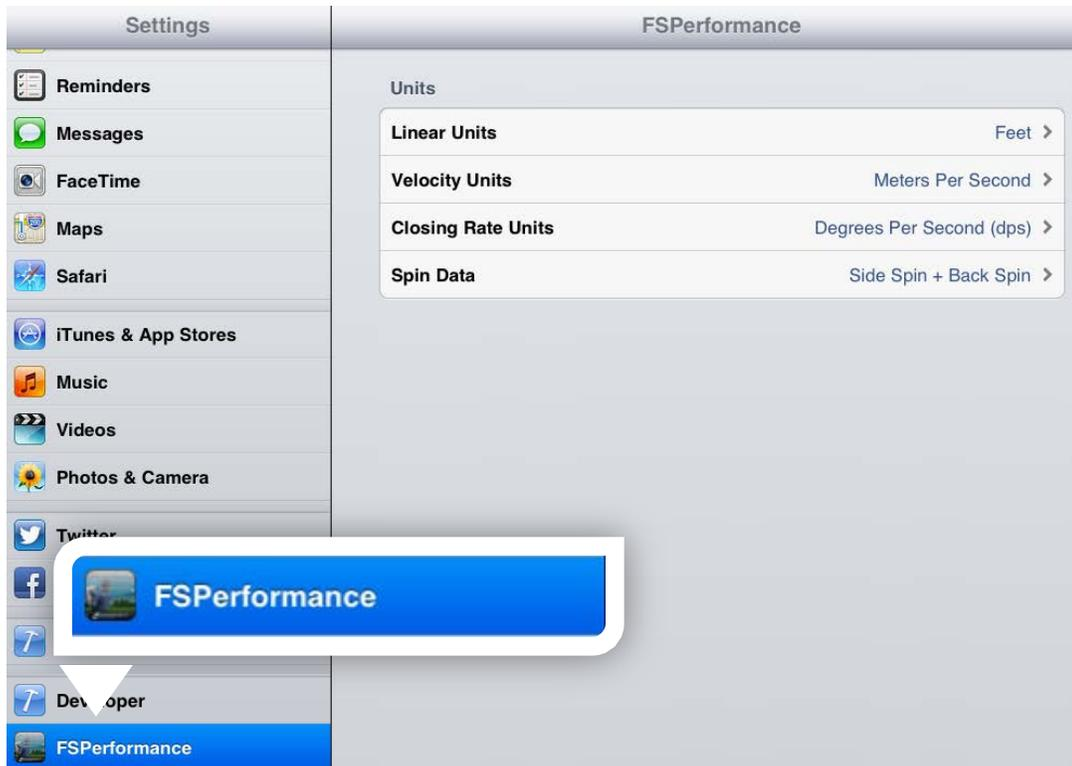 Settings
FSPerformance
Reminders
Messages
FaceTime
Maps
Safari
iTunes & App Stores
Music
Videos
Photos & Camera
Twitter
FSPerformance
Developer
FSPerformance
Units
Linear Units Feet
Velocity Units Meters Per Second
Closing Rate Units Degrees Per Second (dps)
Spin Data Side Spin + Back Spin